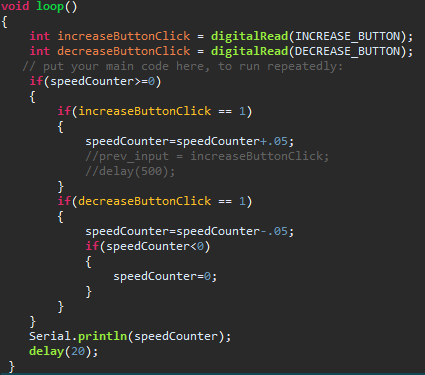 void loop()
{
    int increaseButtonClick = digitalRead(INCREASE_BUTTON);
    int decreaseButtonClick = digitalRead(DECREASE_BUTTON);
   // put your main code here, to run repeatedly:
    if(speedCounter>=0)
    {
        if(increaseButtonClick == 1)
        {
            speedCounter=speedCounter+.05;
            //prev_input = increaseButtonClick;
            //delay(500);
        }
        if(decreaseButtonClick == 1)
        {
            speedCounter=speedCounter-.05;
            if(speedCounter<0)
            {
                speedCounter=0;
            }
        }
    }
    Serial.println(speedCounter);
    delay(20);
 }